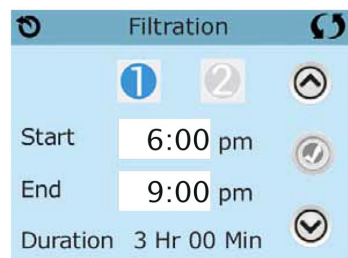 Filtration
1 2
Start 6:00 pm
End 9:00 pm
Duration 3 Hr 00 Min